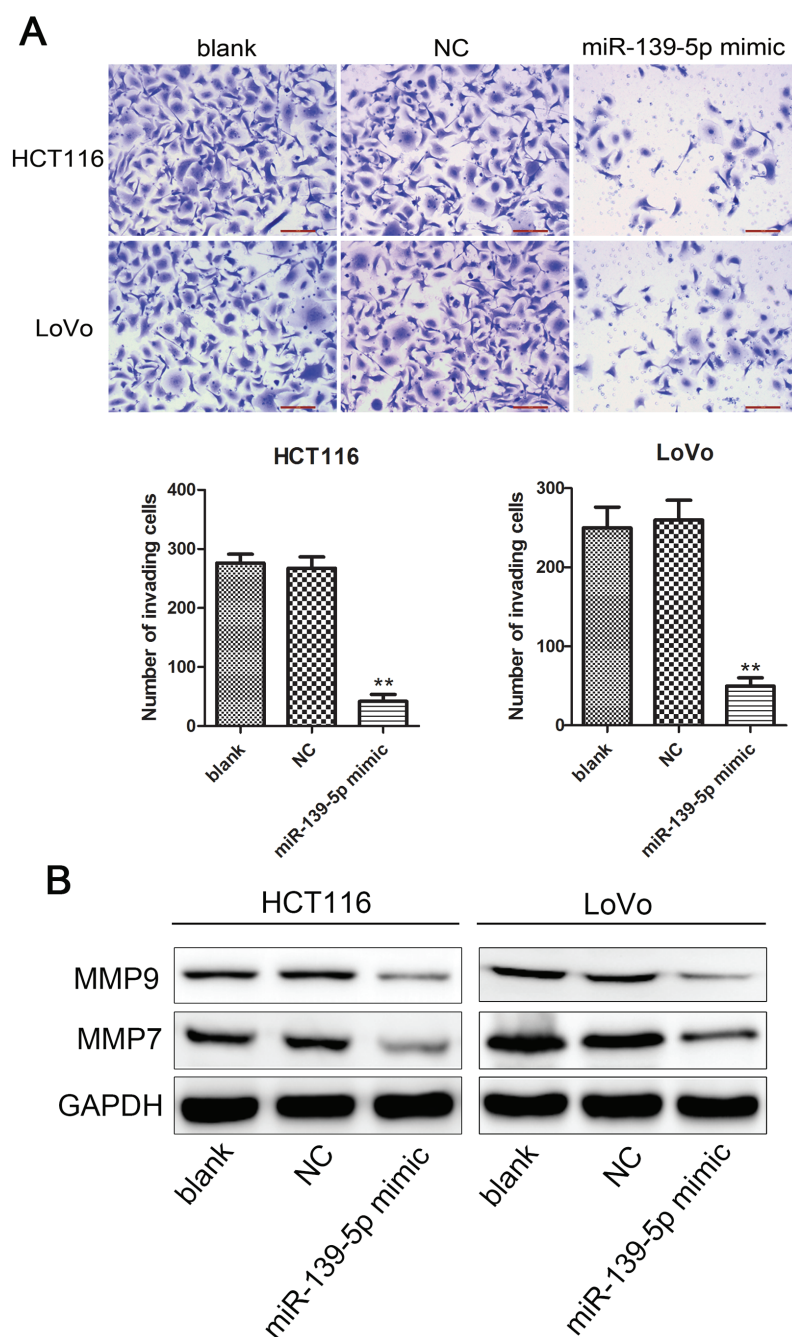 A
blank NC miR-139-5p mimic
HCT116
LoVo
HCT116
Number of invading cells
400
300
200
100
0
**
blank
NC
miR-139-5p mimic
LoVo
Number of invading cells
300
200
100
0
**
blank
NC
miR-139-5p mimic
B
HCT116 LoVo
MMP9
MMP7
GAPDH
blank
NC
miR-139-5p mimic
blank
NC
miR-139-5p mimic